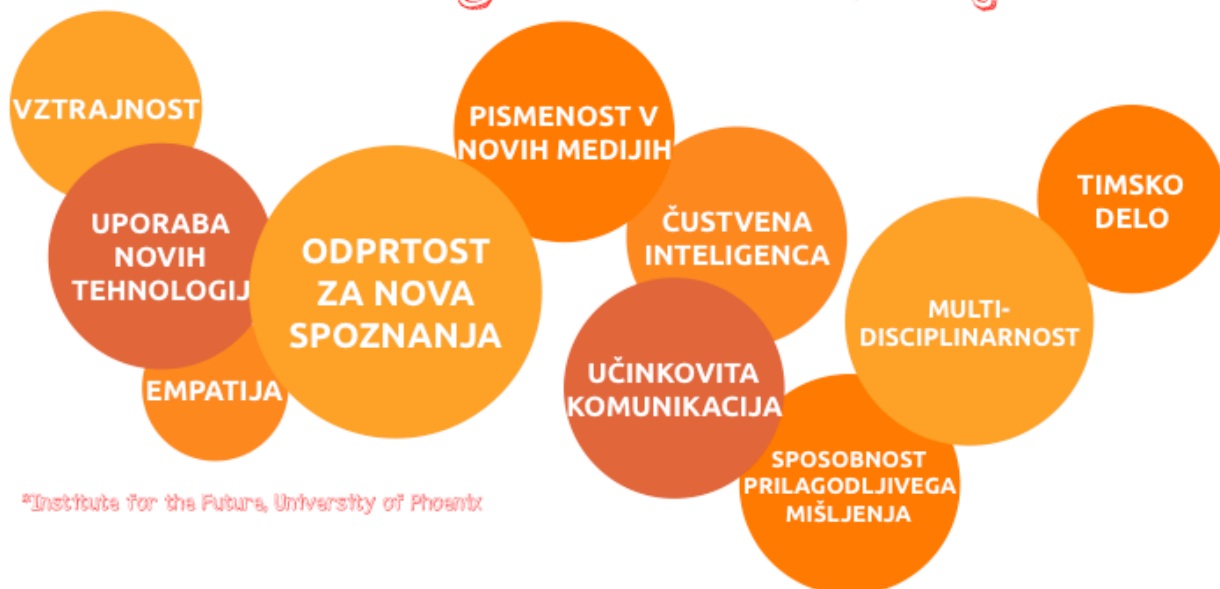 VZTRAJNOST
UPORABA
NOVIH
TEHNOLOGIJ
EMPATIJA
ODPRTOST
ZA NOVA
SPOZNANJA
PISMENOST V
NOVIH MEDIJIH
ČUSTVENA
INTELIGENCA
UČINKOVITA
KOMUNIKACIJA
SPOSOBNOST
PRILAGODLJIVEGA
MIŠLJENJA
MULTI-
DISCIPLINARNOST
TIMSKO
DELO
*Institute for the Future, University of Phoenix